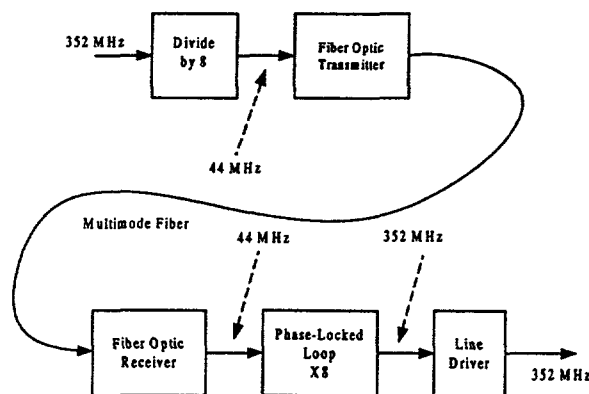 352 MHz
Divide
by 8
Fiber Optic
Transmitter
44 MHz
Multimode Fiber
44 MHz
352 MHz
Fiber Optic
Receiver
Phase-Locked
Loop
X8
Line
Driver
352 MHz